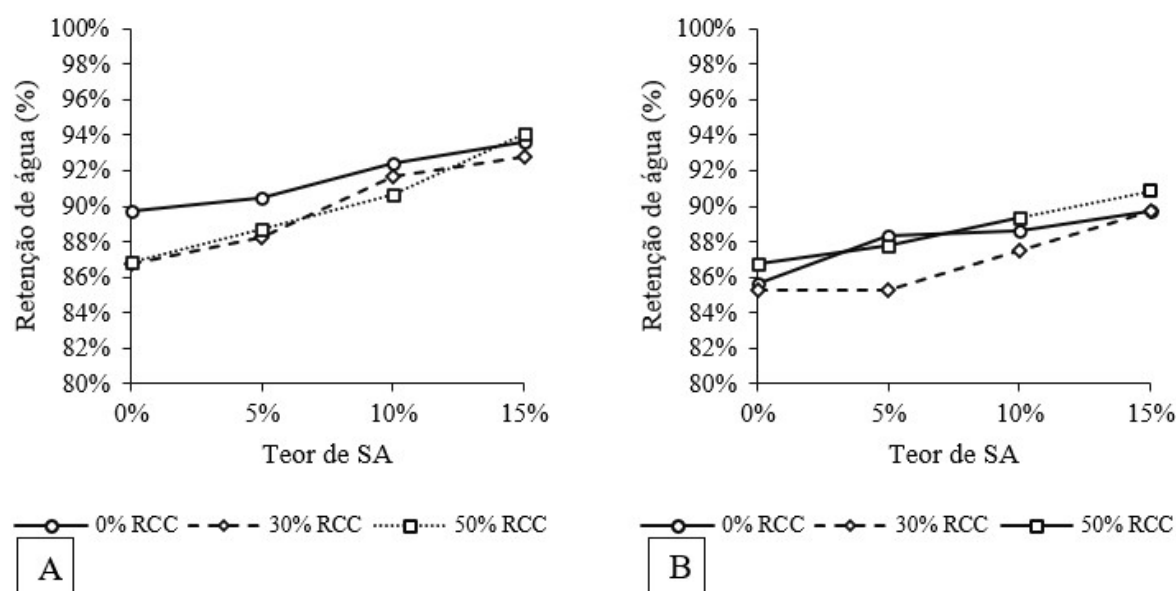 Retenção de água (%)
100%
98%
96%
94%
92%
90%
88%
86%
84%
82%
80%
0% 5% 10% 15%
Teor de SA
0% RCC 30% RCC 50% RCC
A
Retenção de água (%)
100%
98%
96%
94%
92%
90%
88%
86%
84%
82%
80%
0% 5% 10% 15%
Teor de SA
0% RCC 30% RCC 50% RCC
B